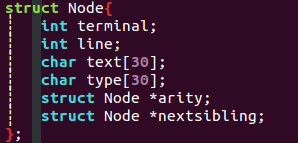 struct Node{
int terminal;
int line;
char text[30];
char type[30];
struct Node *arity;
struct Node *nextsibling;
};